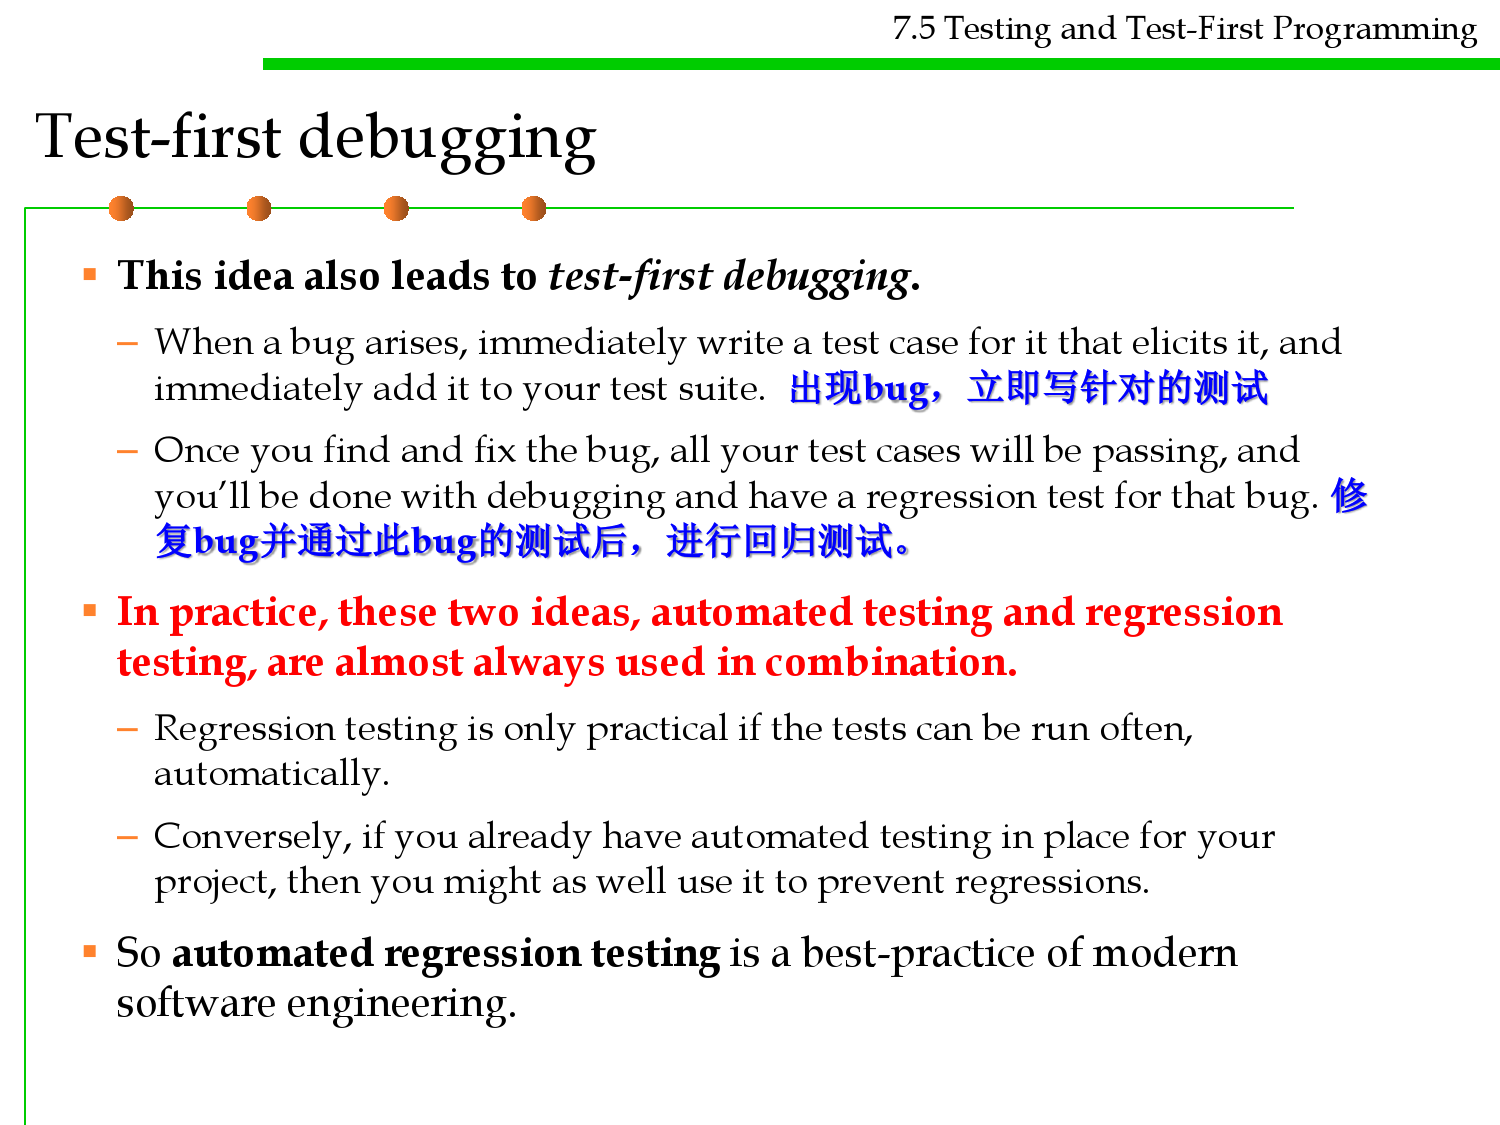 7.5 Testing and Test-First Programming
Test-first debugging
▪ This idea also leads to test-first debugging.
– When a bug arises, immediately write a test case for it that elicits it, and
immediately add it to your test suite. 出现bug，立即写针对的测试
– Once you find and fix the bug, all your test cases will be passing, and
you’ll be done with debugging and have a regression test for that bug. 修
复bug并通过此bug的测试后，进行回归测试。
▪ In practice, these two ideas, automated testing and regression
testing, are almost always used in combination.
– Regression testing is only practical if the tests can be run often,
automatically.
– Conversely, if you already have automated testing in place for your
project, then you might as well use it to prevent regressions.
▪ So automated regression testing is a best-practice of modern
software engineering.